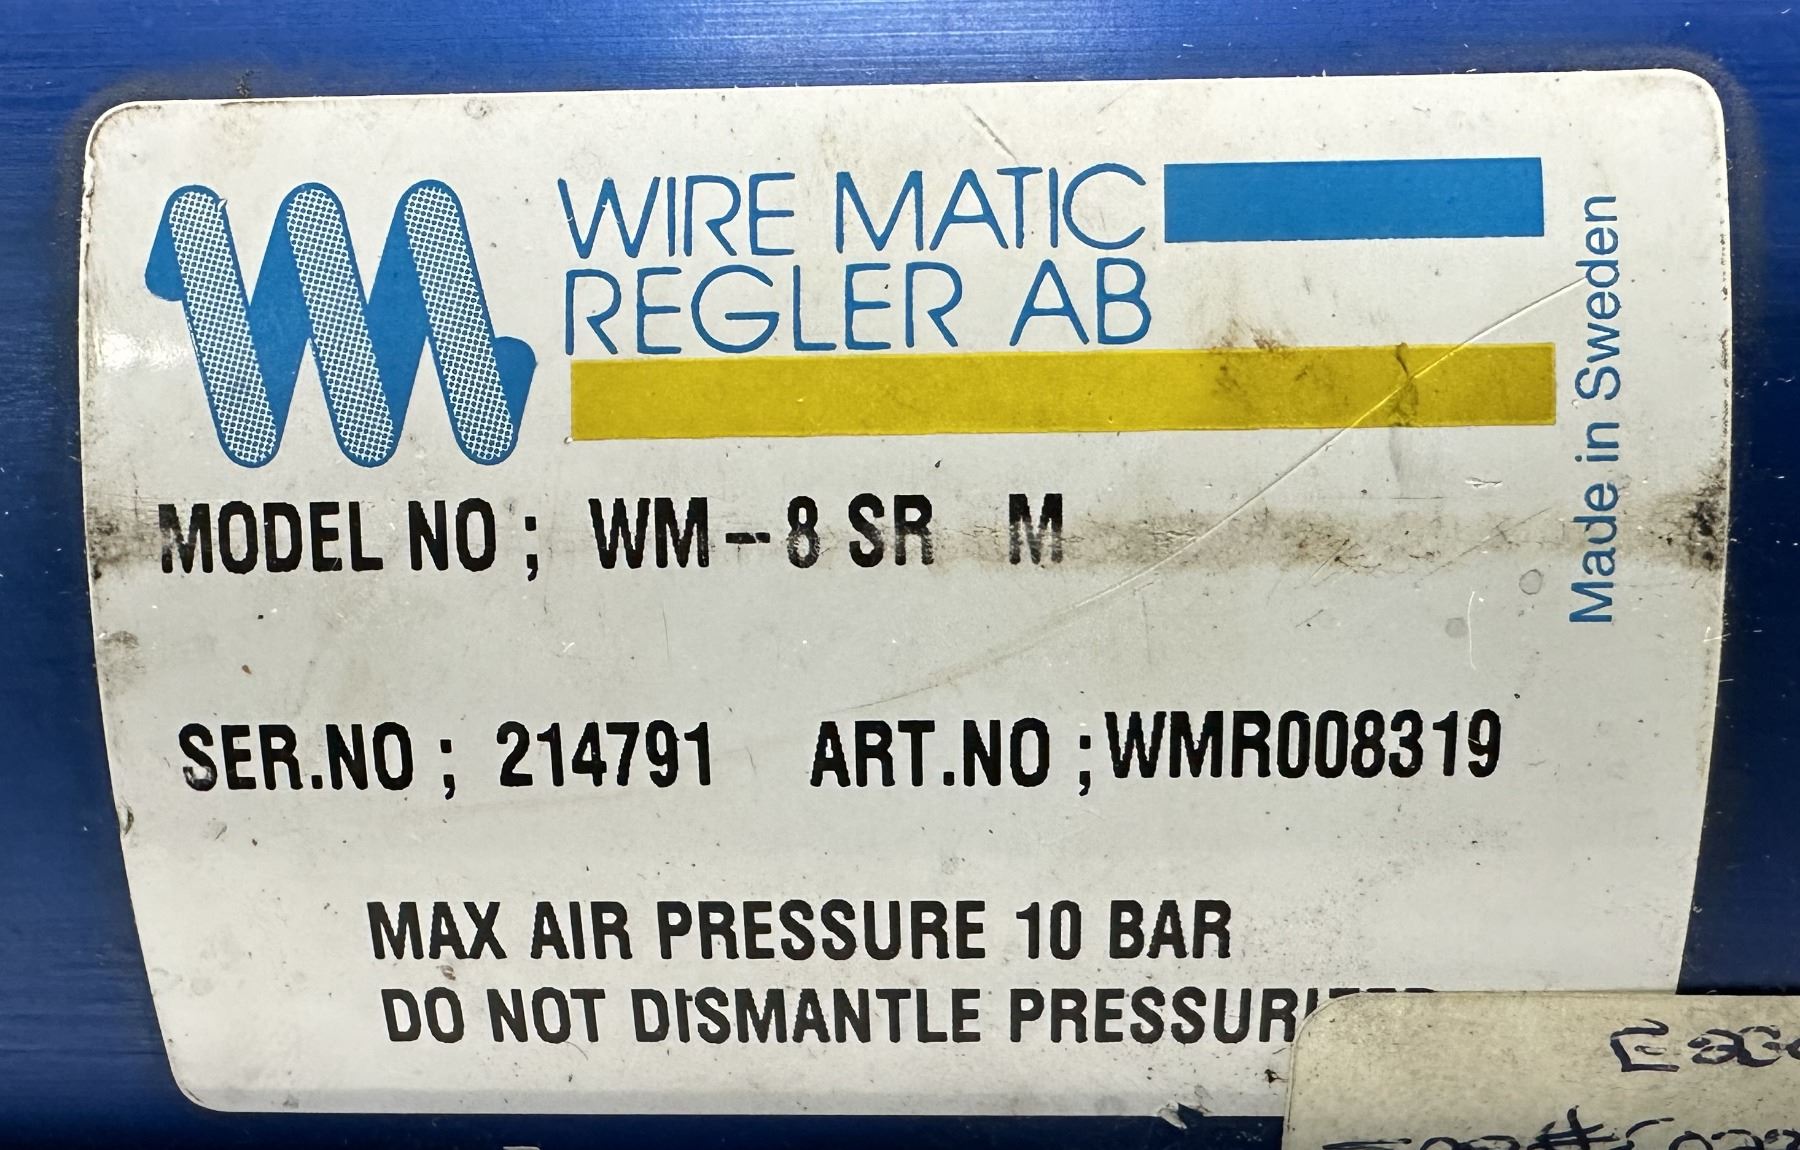 WIRE MATIC
REGLER AB
Made in Sweden
MODEL NO ; WM-8 SR M
SER.NO ; 214791 ART.NO ;WMR008319
MAX AIR PRESSURE 10 BAR
DO NOT DISMANTLE